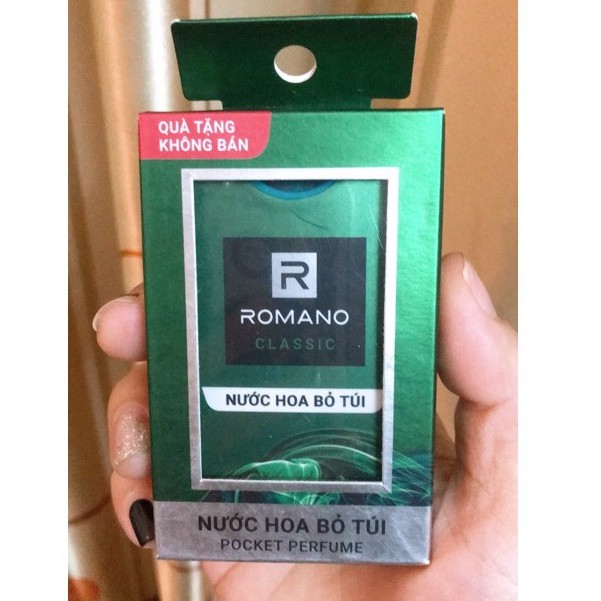 QUÀ TẶNG
KHÔNG BÁN
R
ROMANO
CLASSIC
NƯỚC HOA BỎ TÚI
NƯỚC HOA BỎ TÚI
POCKET PERFUME